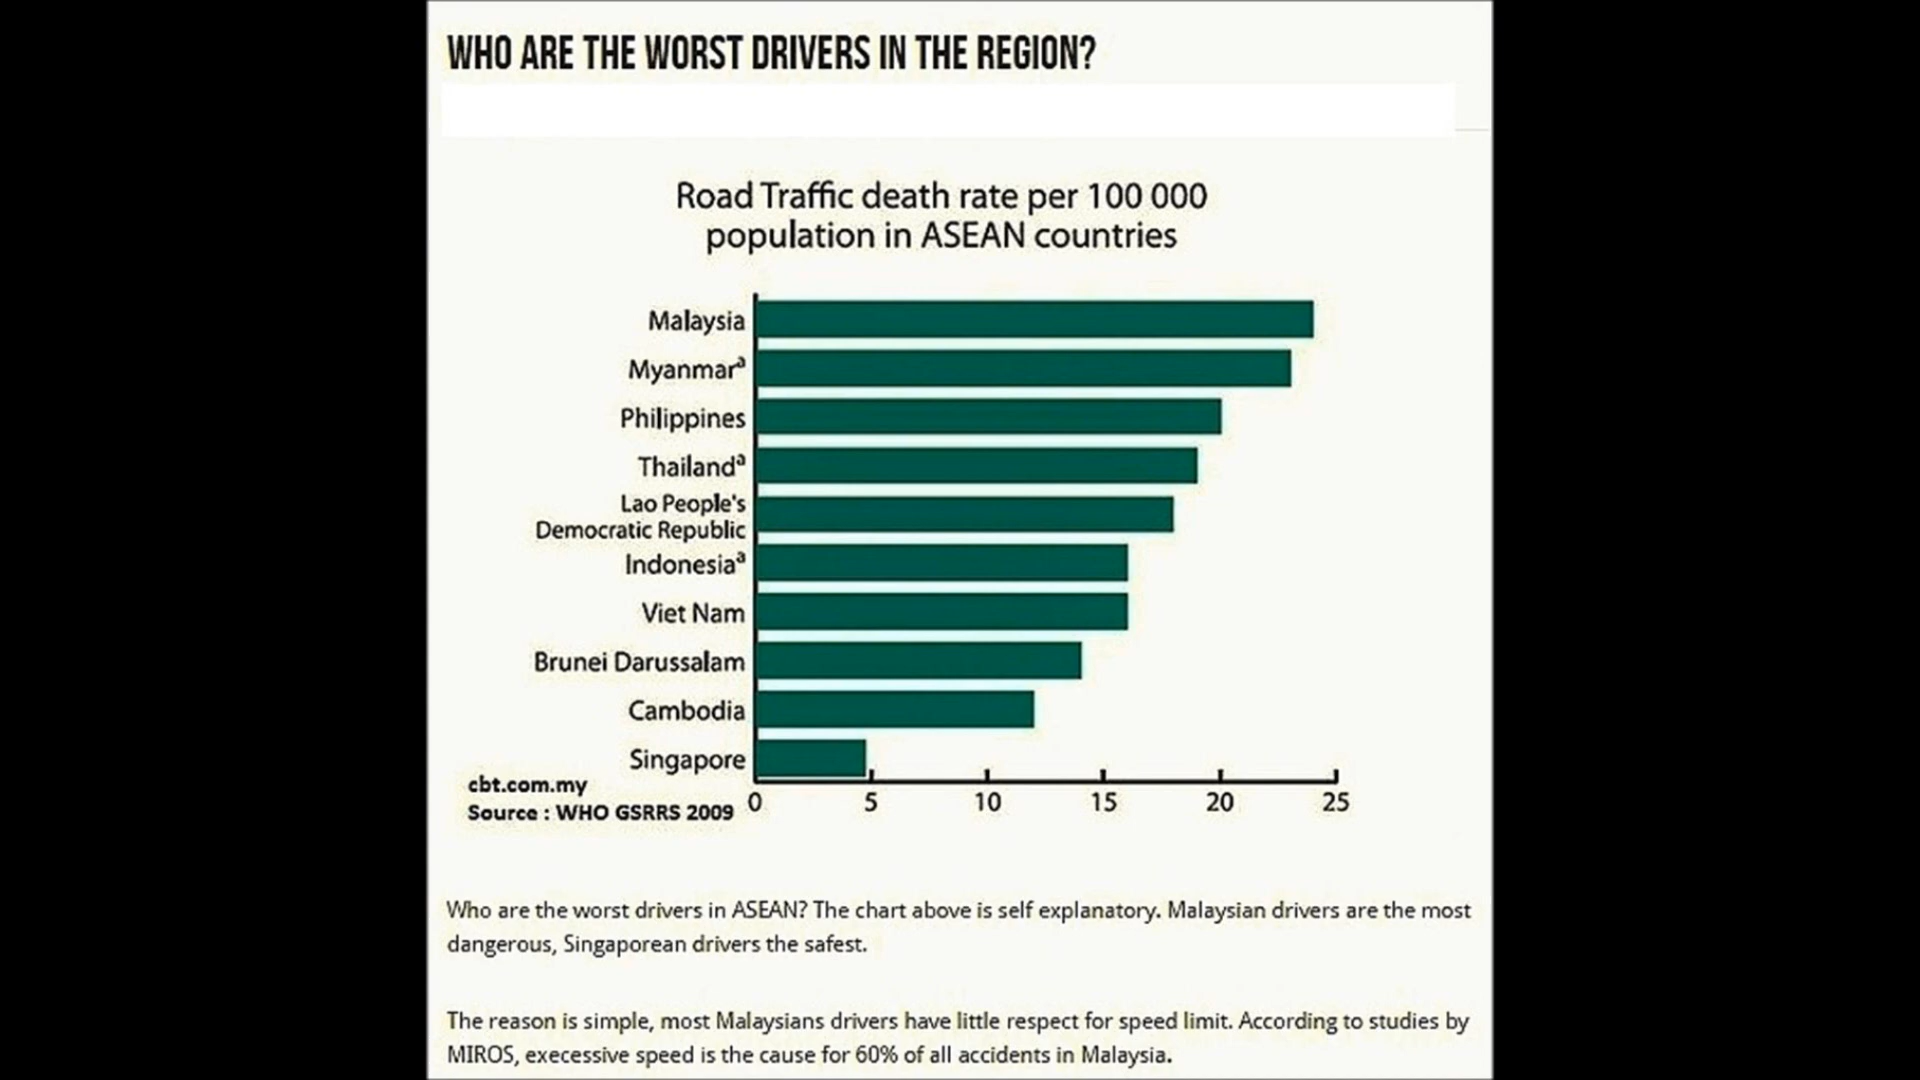 WHO ARE THE WORST DRIVERS IN THE REGION?
Road Traffic death rate per 100 000
population in ASEAN countries
Malaysia
Myanmarᵃ
Philippines
Thailandᵃ
Lao People's
Democratic Republic
Indonesiaᵃ
Viet Nam
Brunei Darussalam
Cambodia
Singapore
cbt.com.my
Source : WHO GSRRS 2009
0 5 10 15 20 25
Who are the worst drivers in ASEAN? The chart above is self explanatory. Malaysian drivers are the most
dangerous, Singaporean drivers the safest.
The reason is simple, most Malaysians drivers have little respect for speed limit. According to studies by
MIROS, execessive speed is the cause for 60% of all accidents in Malaysia.